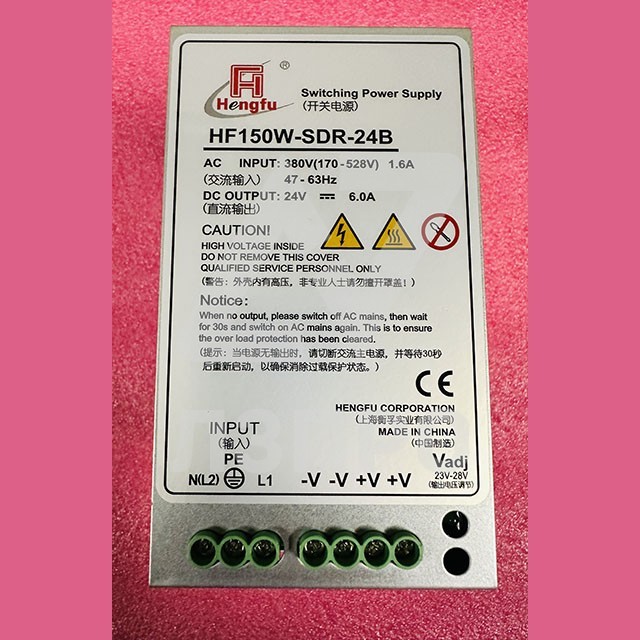 Hengfu ®
Switching Power Supply
(开关电源)
HF150W-SDR-24B
AC INPUT: 380V(170-528V) 1.6A
(交流输入) 47-63Hz
DC OUTPUT: 24V ⎓ 6.0A
(直流输出)
CAUTION!
HIGH VOLTAGE INSIDE
DO NOT REMOVE THIS COVER
QUALIFIED SERVICE PERSONNEL ONLY
(警告：外壳内有高压，非专业人士请勿擅开罩盖！)
Notice:
When no output, please switch off AC mains, then wait
for 30s and switch on AC mains again. This is to ensure
the over load protection has been cleared.
(提示：当电源无输出时，请切断交流主电源，并等待30秒
后重新启动，以确保消除过载保护状态。)
CE
HENGFU CORPORATION
(上海衡孚实业有限公司)
MADE IN CHINA
(中国制造)
INPUT
(输入)
PE
N(L2) L1 -V -V +V +V
Vadj
23V-28V
(输出电压调节)